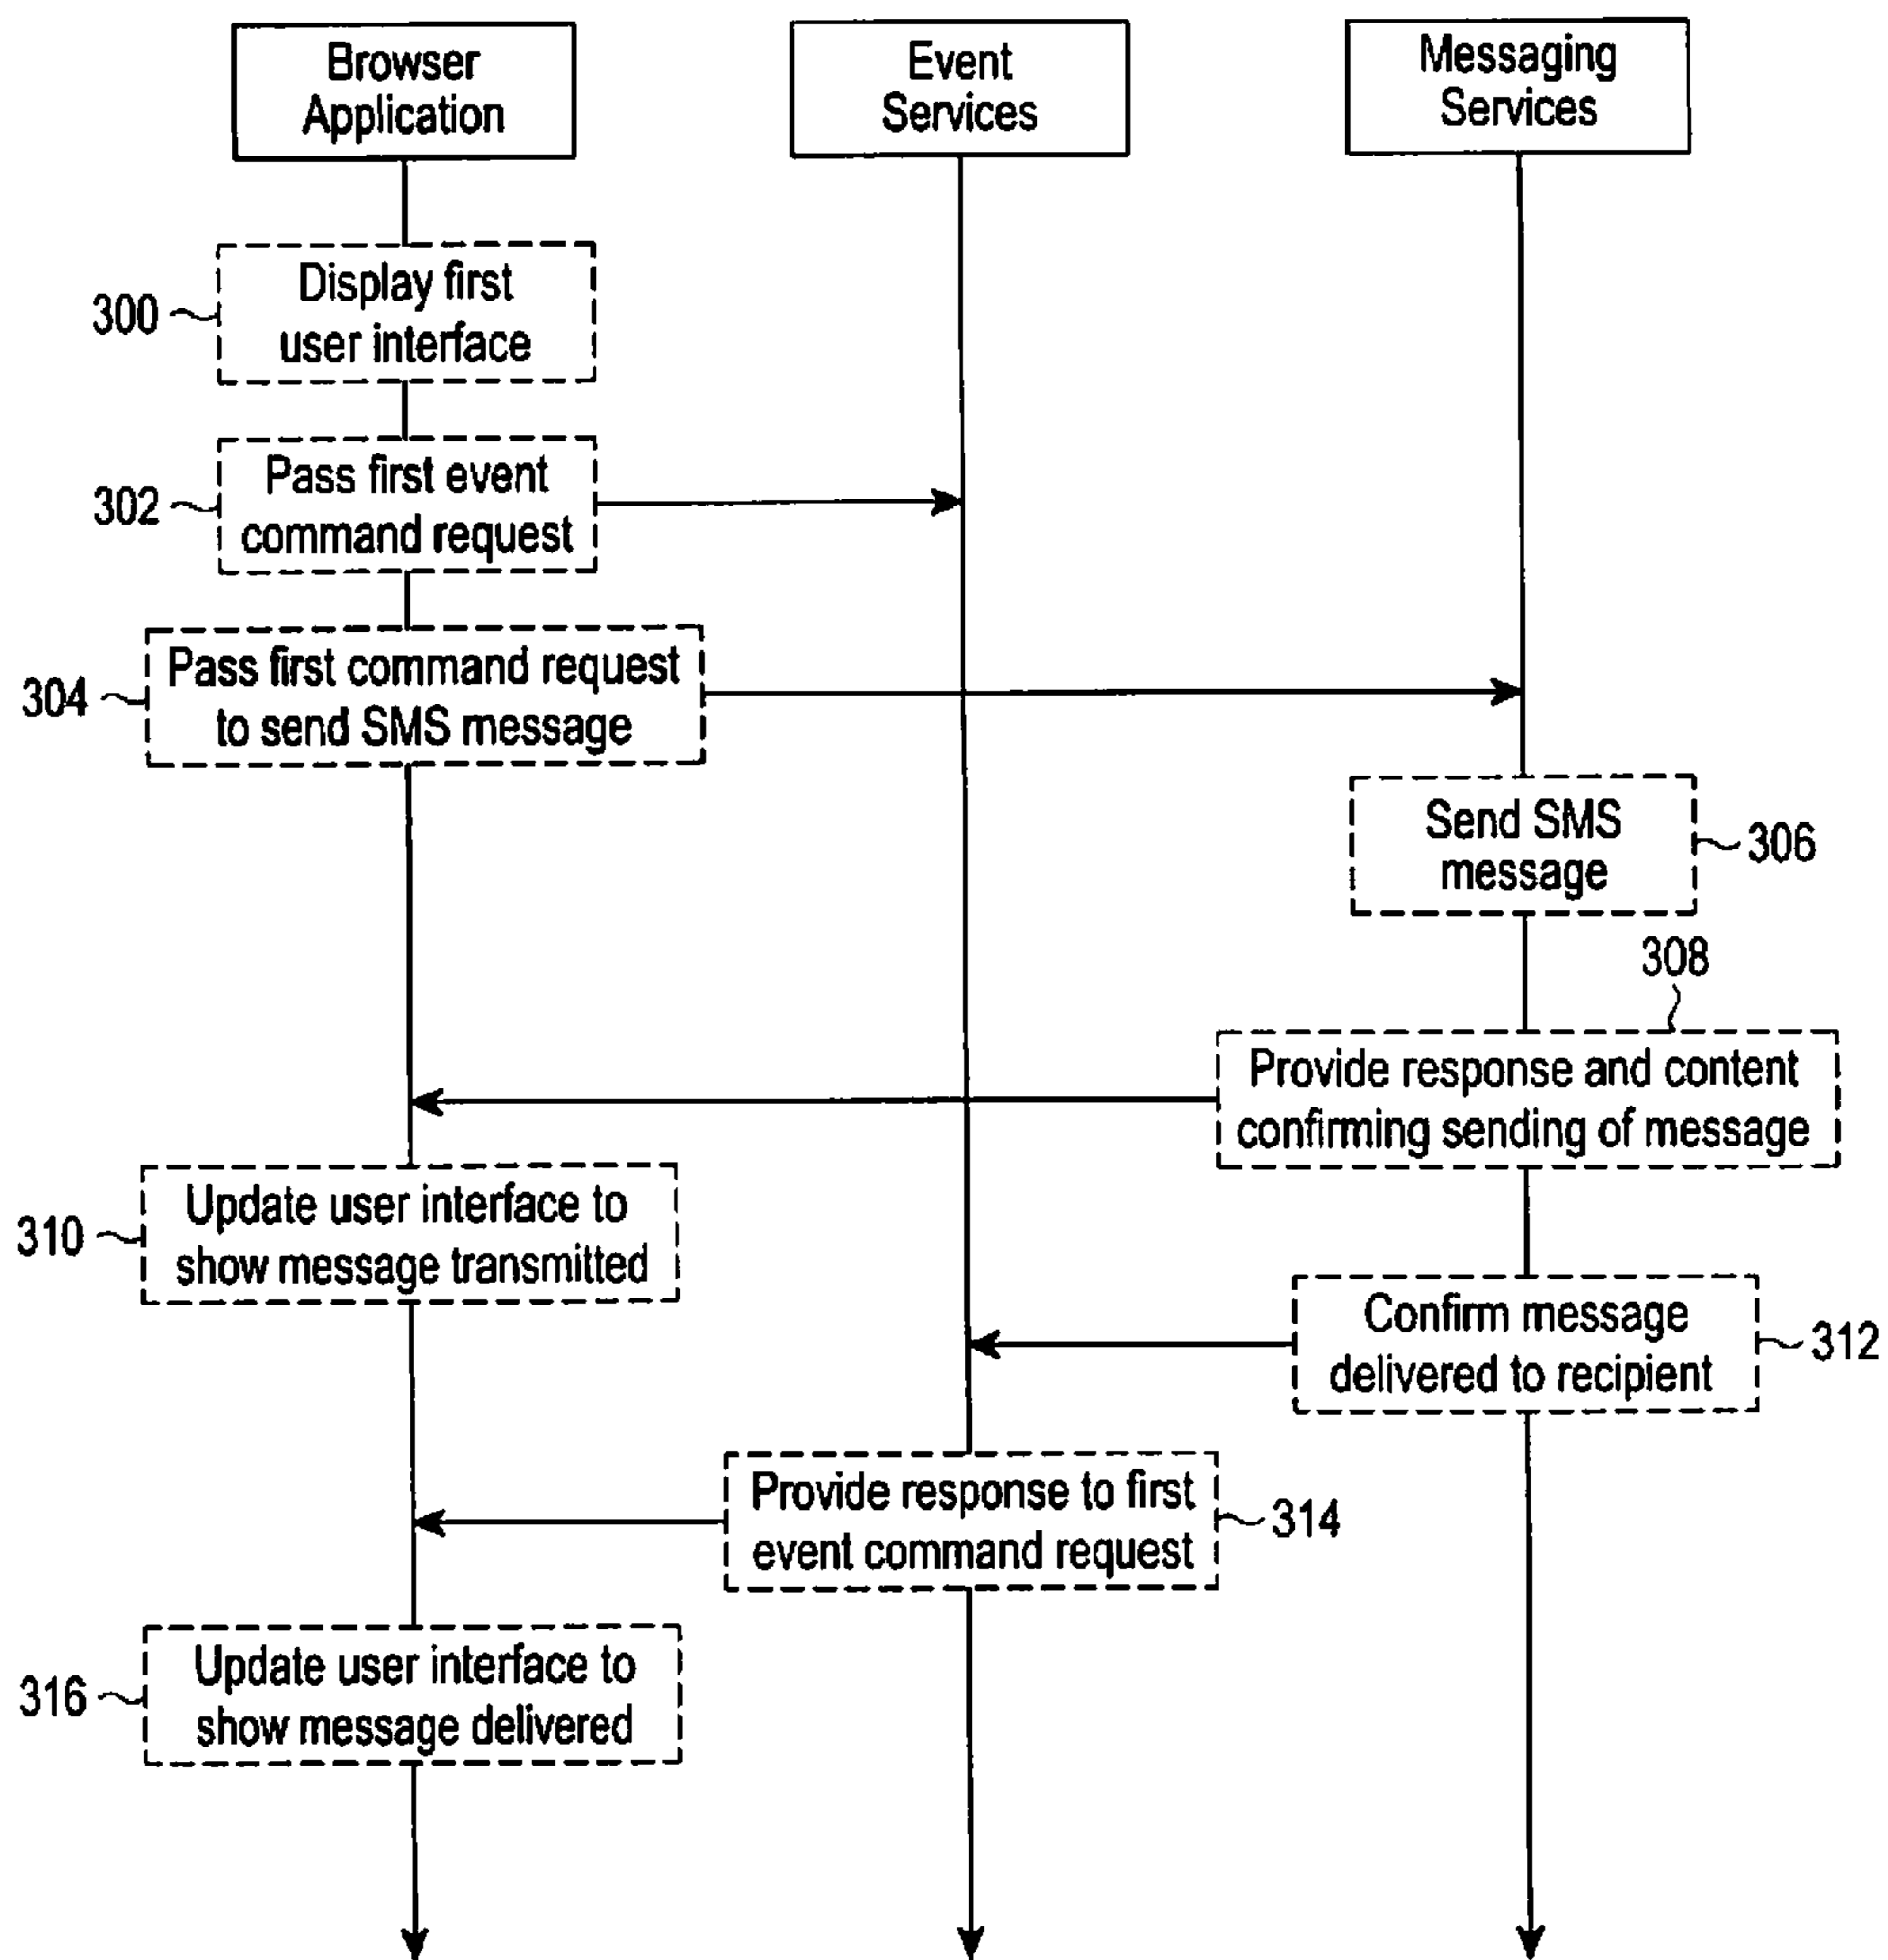 Browser
Application
Event
Services
Messaging
Services
300
Display first
user interface
302
Pass first event
command request
304
Pass first command request
to send SMS message
Send SMS
message
306
308
Provide response and content
confirming sending of message
310
Update user interface to
show message transmitted
Confirm message
delivered to recipient
312
Provide response to first
event command request
314
316
Update user interface to
show message delivered